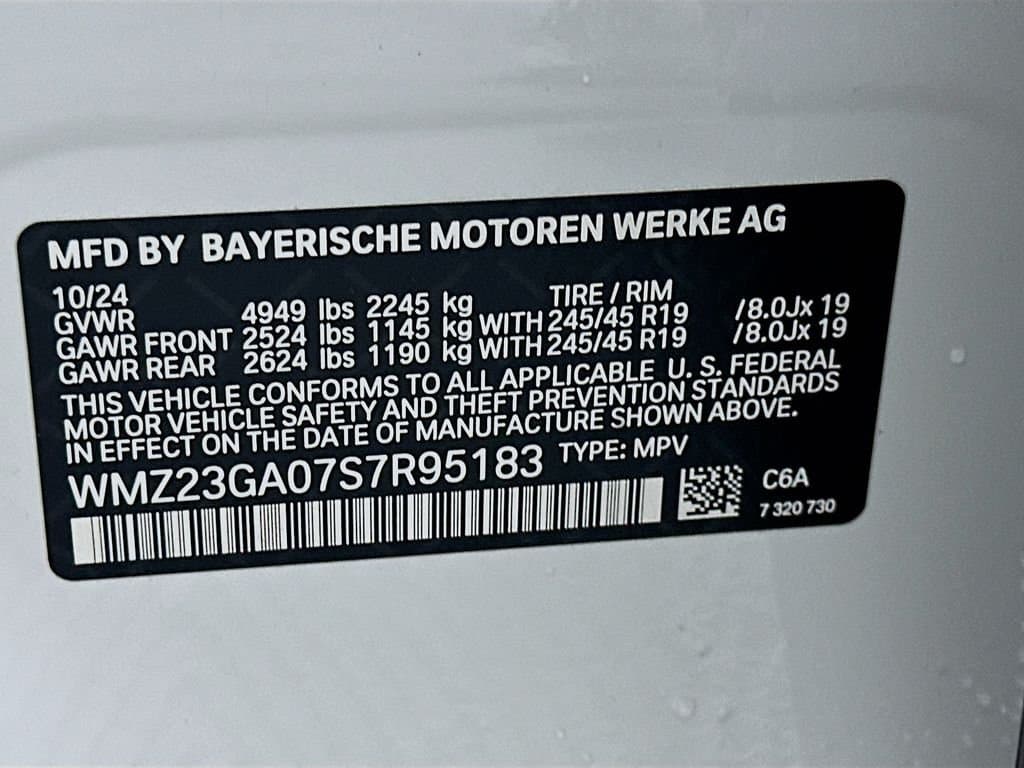 MFD BY BAYERISCHE MOTOREN WERKE AG
10/24 TIRE / RIM
GVWR 4949 lbs 2245 kg
GAWR FRONT 2524 lbs 1145 kg WITH 245/45 R19 /8.0Jx 19
GAWR REAR 2624 lbs 1190 kg WITH 245/45 R19 /8.0Jx 19
THIS VEHICLE CONFORMS TO ALL APPLICABLE U. S. FEDERAL
MOTOR VEHICLE SAFETY AND THEFT PREVENTION STANDARDS
IN EFFECT ON THE DATE OF MANUFACTURE SHOWN ABOVE.
WMZ23GA07S7R95183 TYPE: MPV
C6A
7 320 730